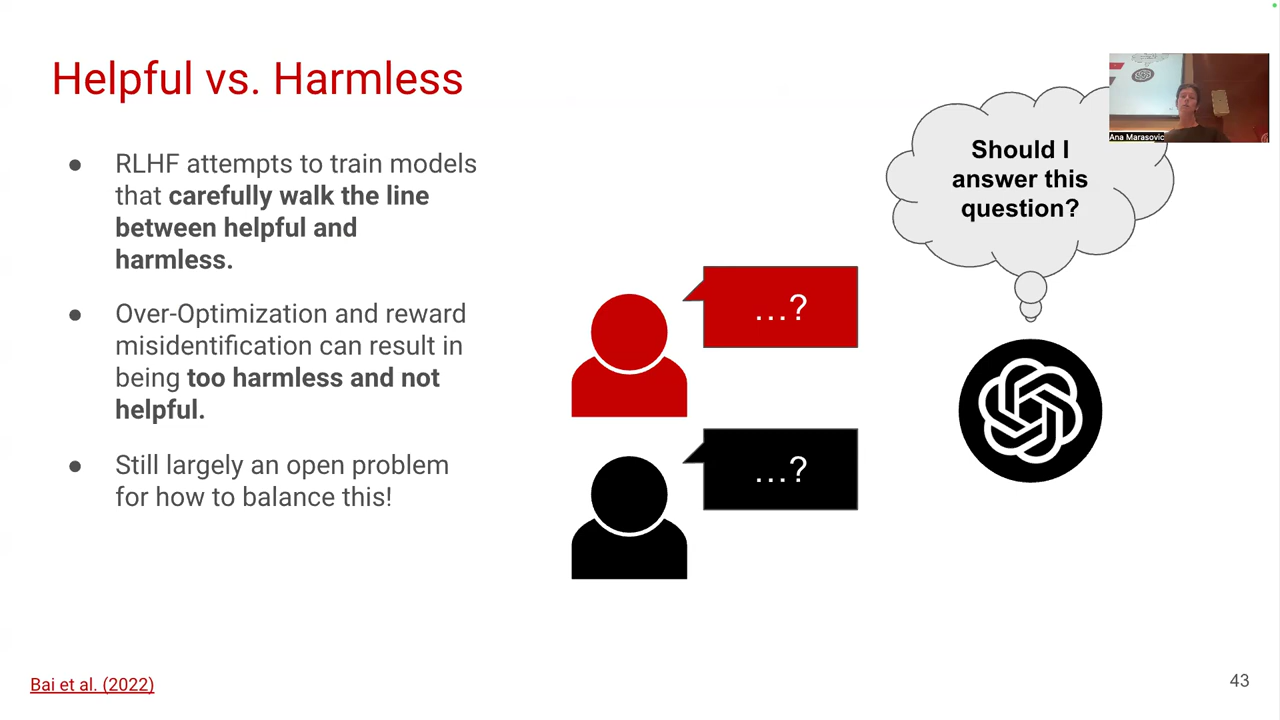 Helpful vs. Harmless
● RLHF attempts to train models
that carefully walk the line
between helpful and
harmless.
● Over-Optimization and reward
misidentification can result in
being too harmless and not
helpful.
● Still largely an open problem
for how to balance this!
Should I
answer this
question?
…?
…?
Ana Marasovic
Bai et al. (2022)
43